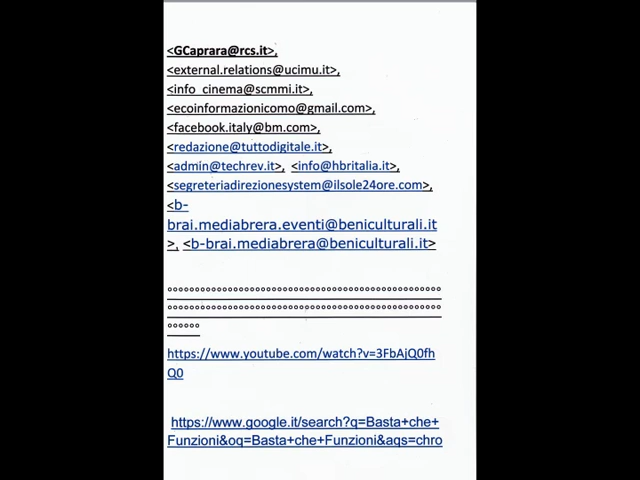 <GCaprara@rcs.it>,
<external.relations@ucimu.it>,
<info_cinema@scmmi.it>,
<ecoinformazionicomo@gmail.com>,
<facebook.italy@bm.com>,
<redazione@tuttodigitale.it>,
<admin@techrev.it>, <info@hbritalia.it>,
<segreteriadirezionesystem@ilsole24ore.com>,
<b-
brai.mediabrera.eventi@beniculturali.it
>, <b-brai.mediabrera@beniculturali.it>
°°°°°°°°°°°°°°°°°°°°°°°°°°°°°°°°°°°°°°°°°°°°°°°°°
°°°°°°°°°°°°°°°°°°°°°°°°°°°°°°°°°°°°°°°°°°°°°°°°°
°°°°°°
https://www.youtube.com/watch?v=3FbAjQ0fh
Q0
https://www.google.it/search?q=Basta+che+
Funzioni&oq=Basta+che+Funzioni&aqs=chro